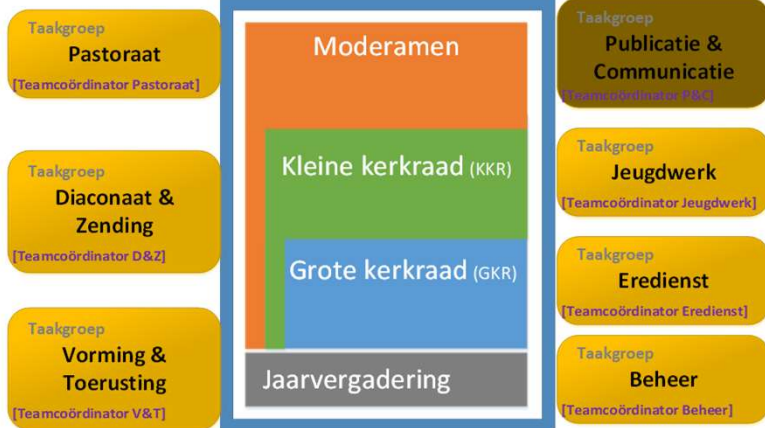 Taakgroep
Pastoraat
[Teamcoördinator Pastoraat]
Taakgroep
Diaconaat &
Zending
[Teamcoördinator D&Z]
Taakgroep
Vorming &
Toerusting
[Teamcoördinator V&T]
Moderamen
Kleine kerkraad (KKR)
Grote kerkraad (GKR)
Jaarvergadering
Taakgroep
Publicatie &
Communicatie
[Teamcoördinator P&C]
Taakgroep
Jeugdwerk
[Teamcoördinator Jeugdwerk]
Taakgroep
Eredienst
[Teamcoördinator Eredienst]
Taakgroep
Beheer
[Teamcoördinator Beheer]